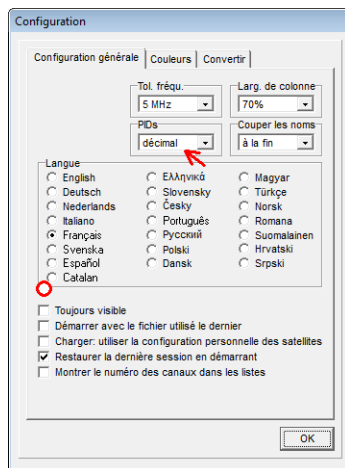 Configuration
Configuration générale Couleurs Convertir
Tol. fréqu. Larg. de colonne
5 MHz 70%
PIDs Couper les noms
décimal à la fin
Langue
English Ελληνικά Magyar
Deutsch Slovensky Türkçe
Nederlands Česky Norsk
Italiano Português Romana
Français Русский Suomalainen
Svenska Polski Hrvatski
Español Dansk Srpski
Catalan
Toujours visible
Démarrer avec le fichier utilisé le dernier
Charger: utiliser la configuration personnelle des satellites
Restaurer la dernière session en démarrant
Montrer le numéro des canaux dans les listes
OK